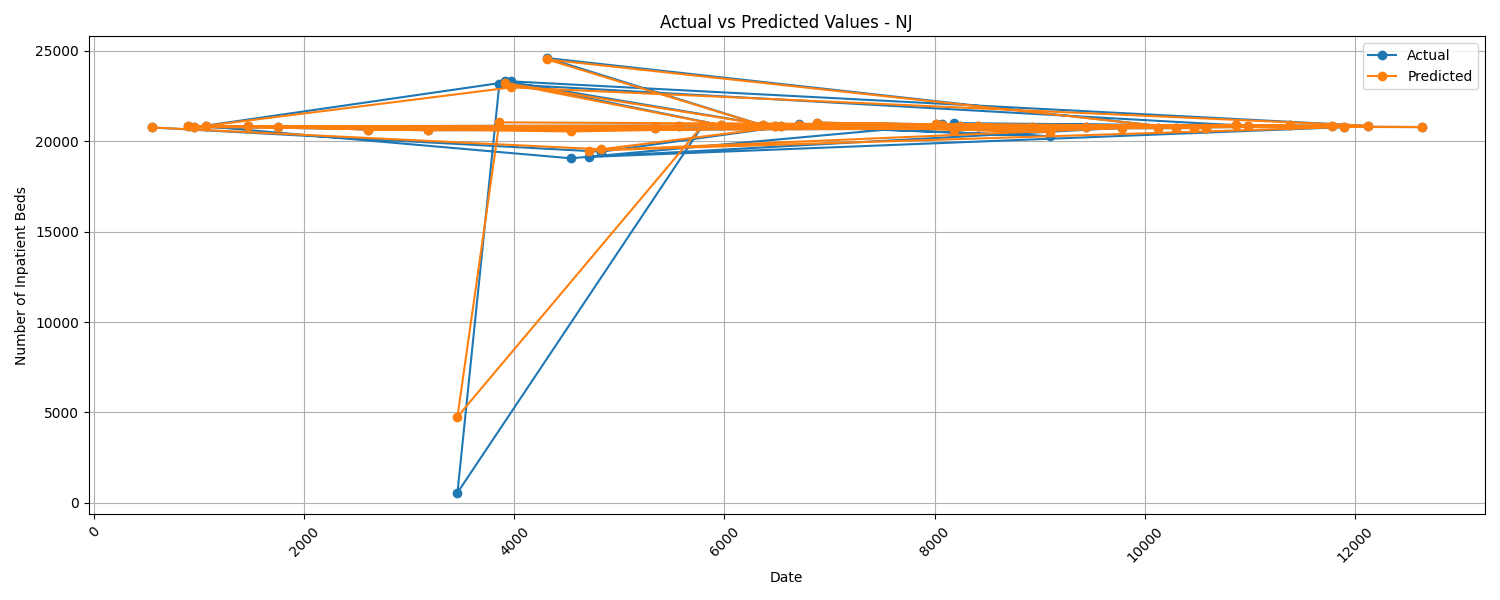 Actual vs Predicted Values - NJ
Actual
Predicted
Number of Inpatient Beds
25000
20000
15000
10000
5000
0
0
2000
4000
6000
8000
10000
12000
Date